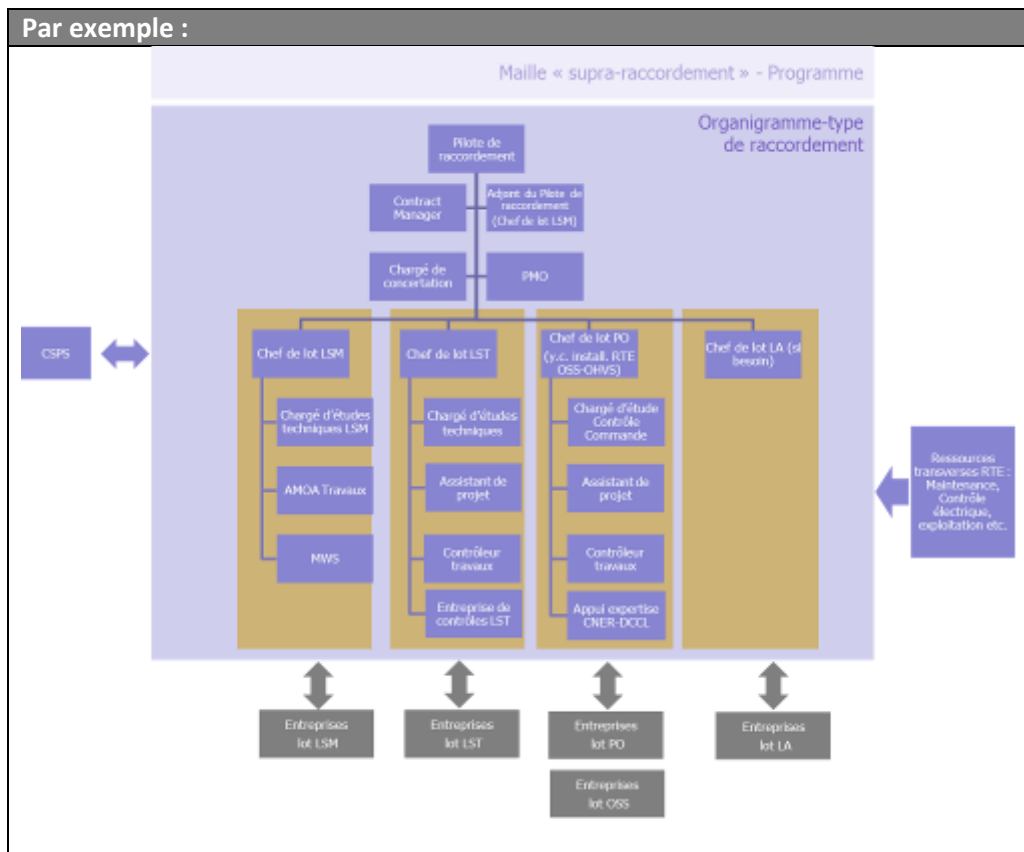 Par exemple :
Maille « supra-raccordement » - Programme
Organigramme-type
de raccordement
Pilote de
raccordement
Contract
Manager
Adjoint du Pilote de
raccordement
(Chef de lot LSM)
Chargé de
concertation
PMO
CSPS
Chef de lot LSM
Chef de lot LST
Chef de lot PO
(y.c. install. RTE
OSS-OHVS)
Chef de lot LA (si
besoin)
Chargé d'études
techniques LSM
AMOA Travaux
MWS
Chargé d'études
techniques
Assistant de
projet
Contrôleur
travaux
Entreprise de
contrôles LST
Chargé d'étude
Contrôle
Commande
Assistant de
projet
Contrôleur
travaux
Appui expertise
CNER-DCCL
Ressources
transverses RTE :
Maintenance,
Contrôle
électrique,
exploitation etc.
Entreprises
lot LSM
Entreprises
lot LST
Entreprises
lot PO
Entreprises
lot OSS
Entreprises
lot LA